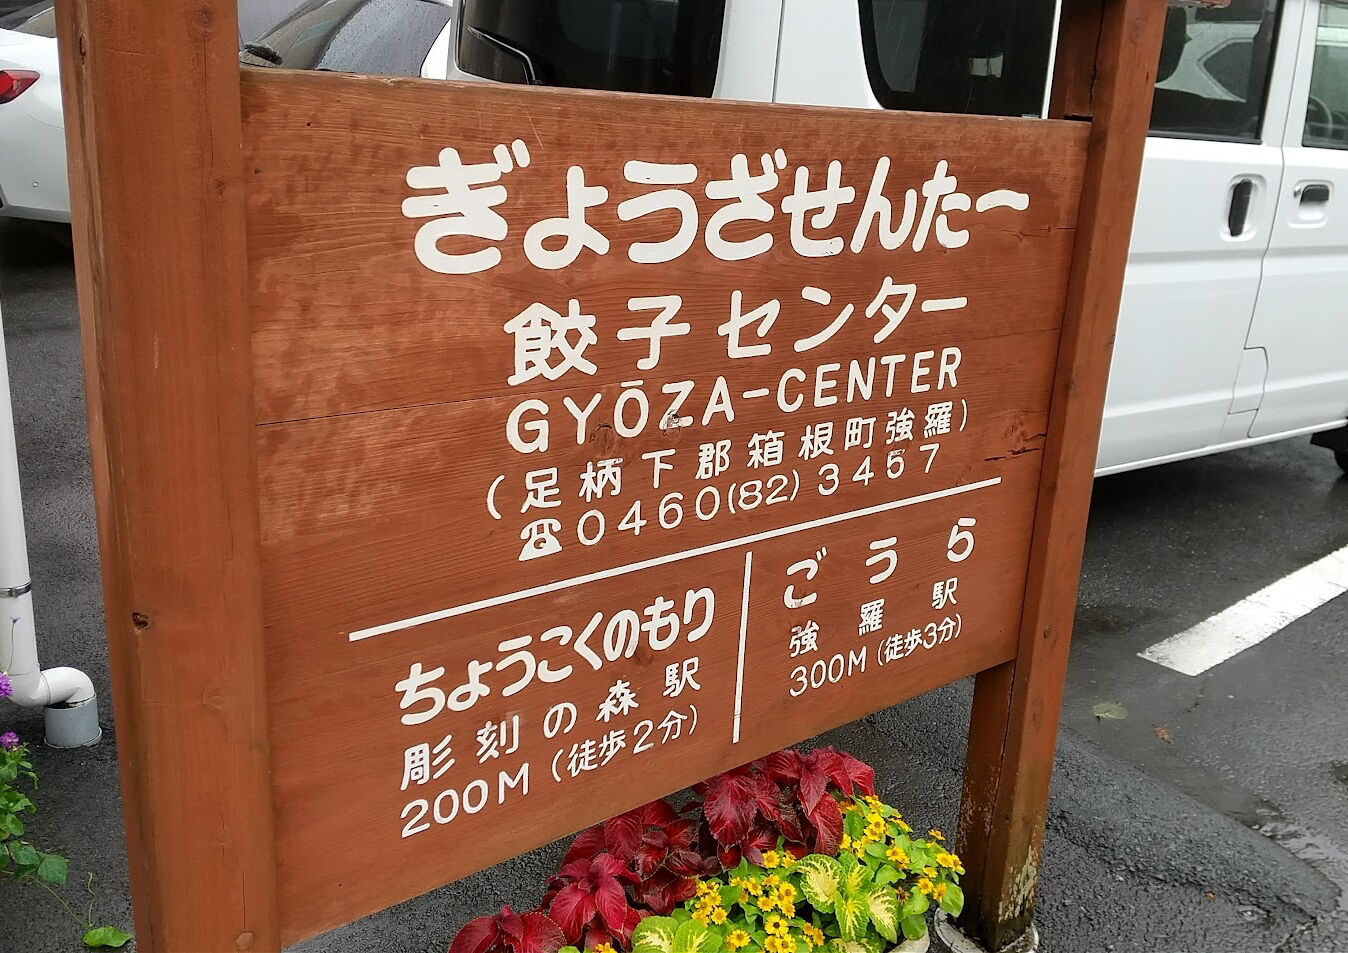 ぎょうざせんたー
餃子センター
GYŌZA-CENTER
(足柄下郡箱根町強羅)
☎0460(82)3457
ちょうこくのもり
彫刻の森駅
200M(徒歩2分)
ごうら
強羅駅
300M(徒歩3分)